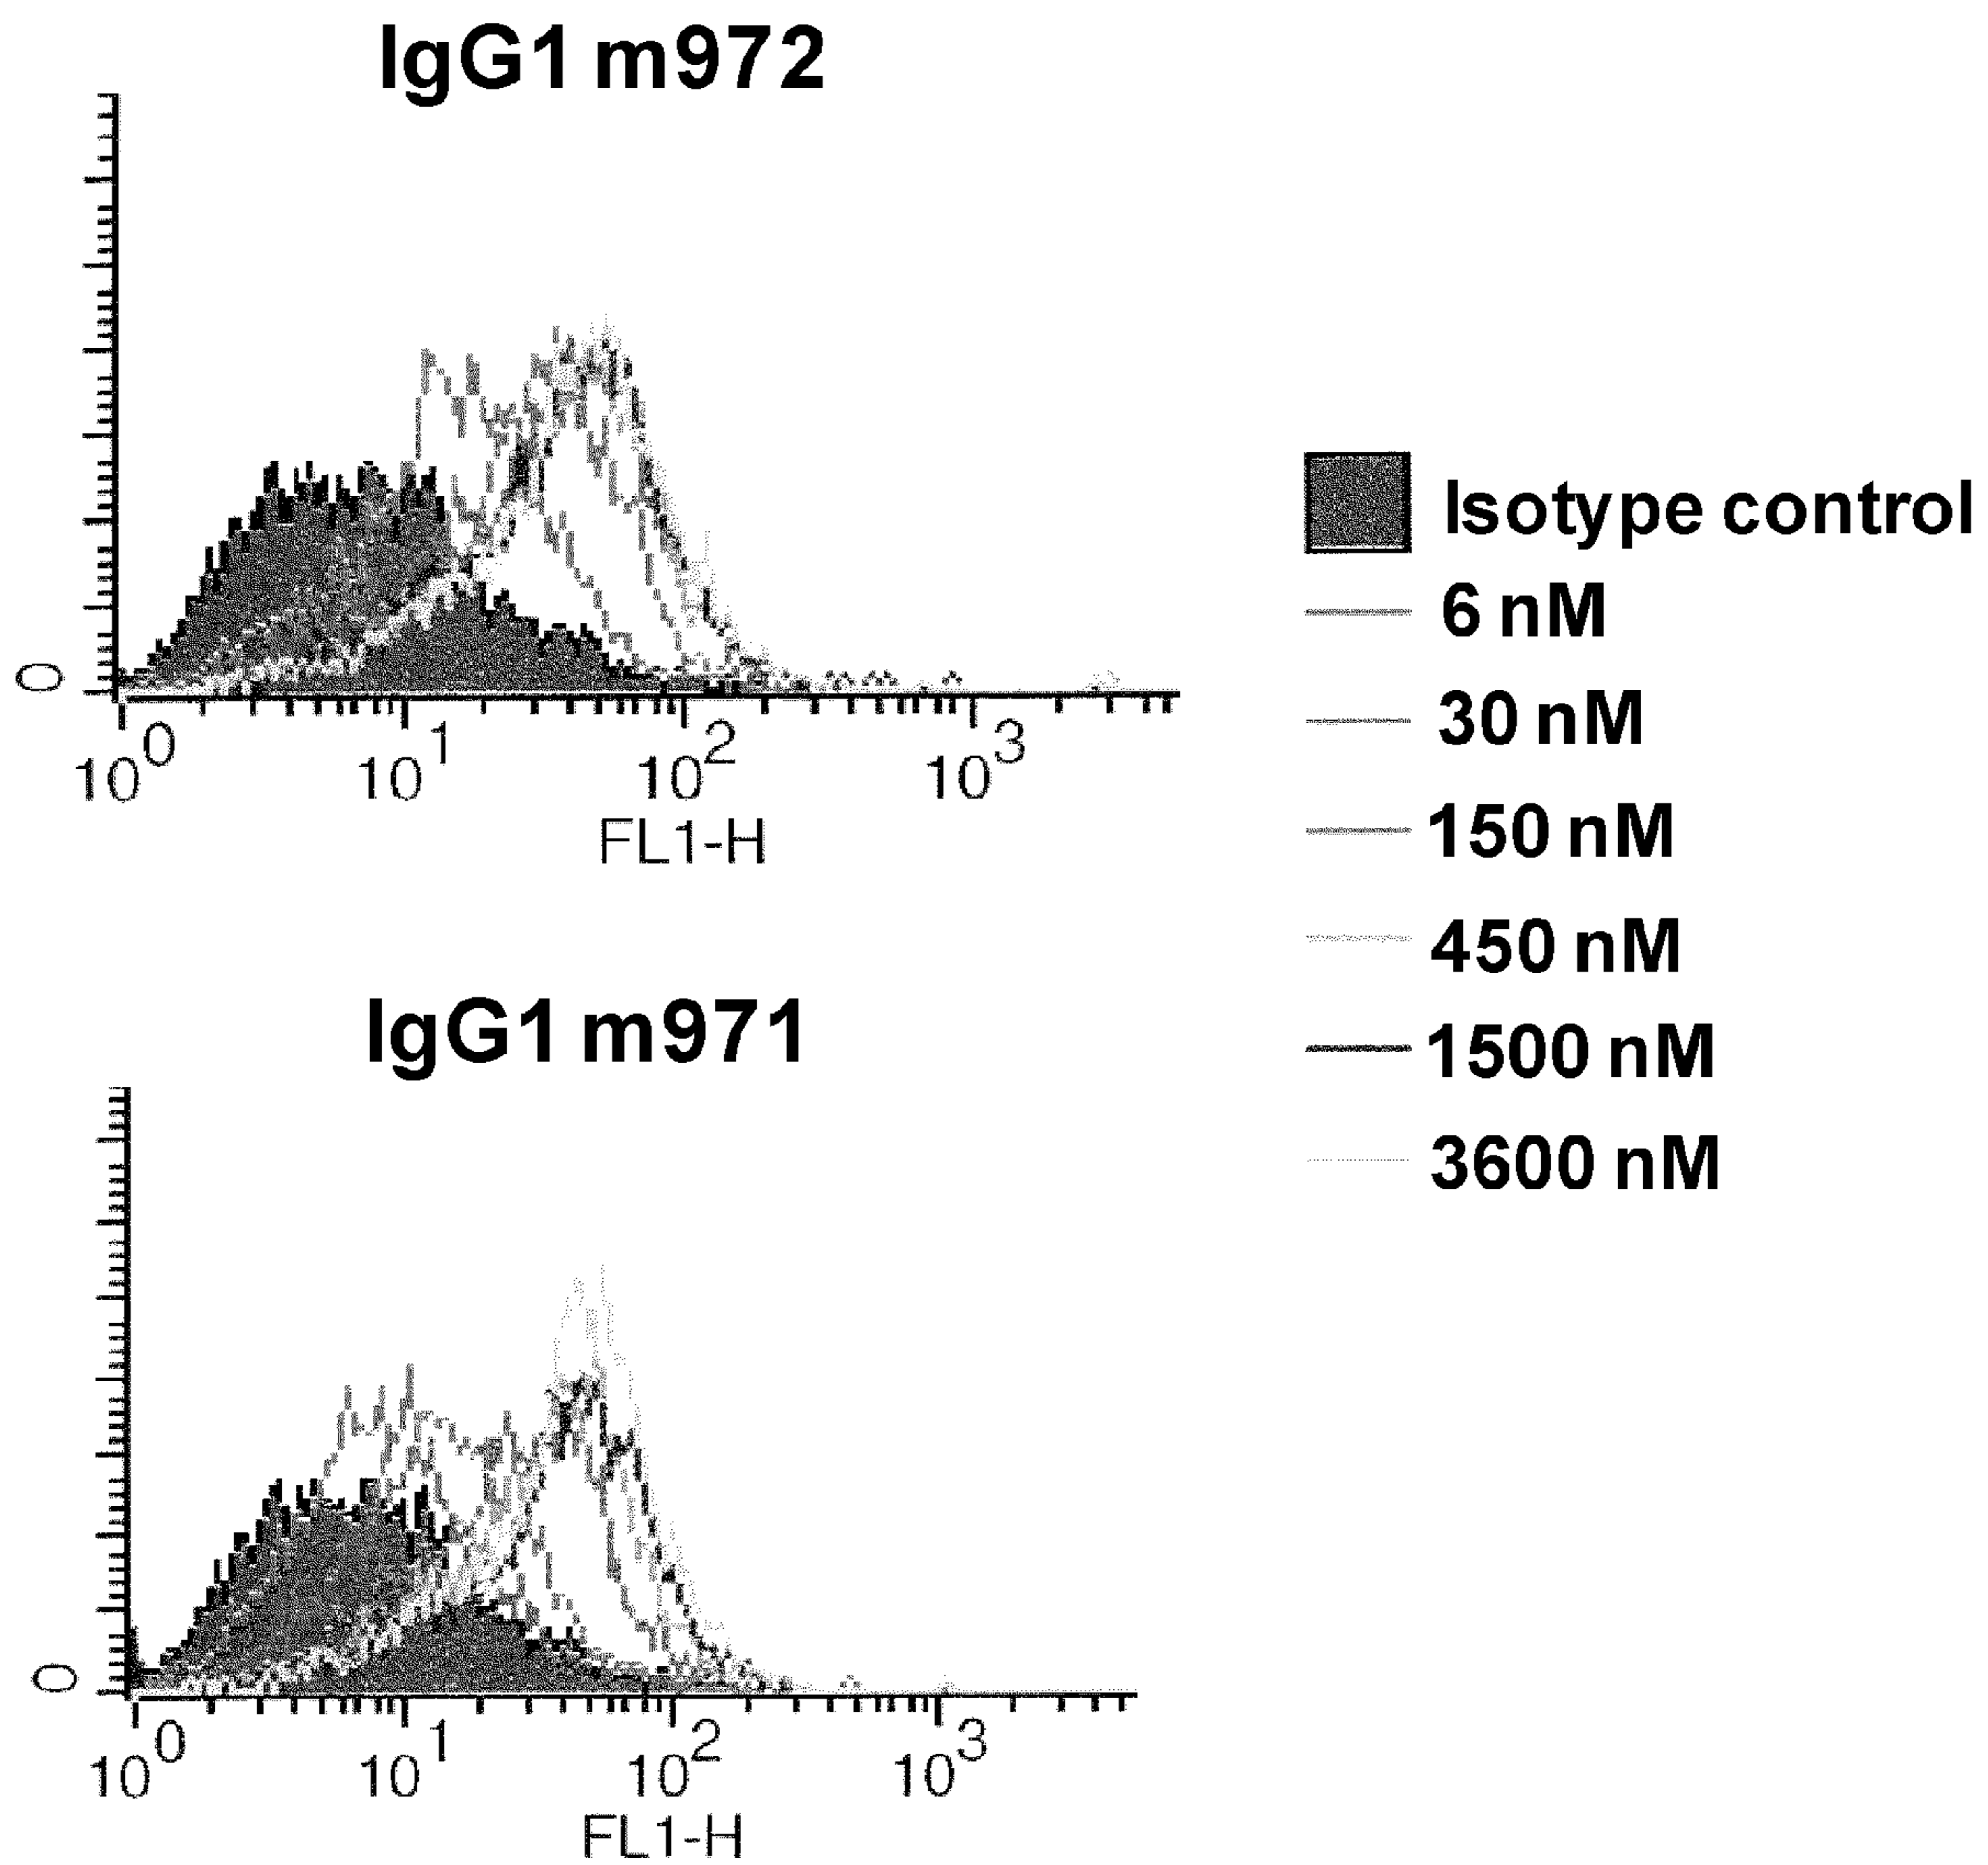 IgG1 m972
0
10^0 10^1 10^2 10^3
FL1-H
Isotype control
6 nM
30 nM
150 nM
450 nM
1500 nM
3600 nM
IgG1 m971
0
10^0 10^1 10^2 10^3
FL1-H